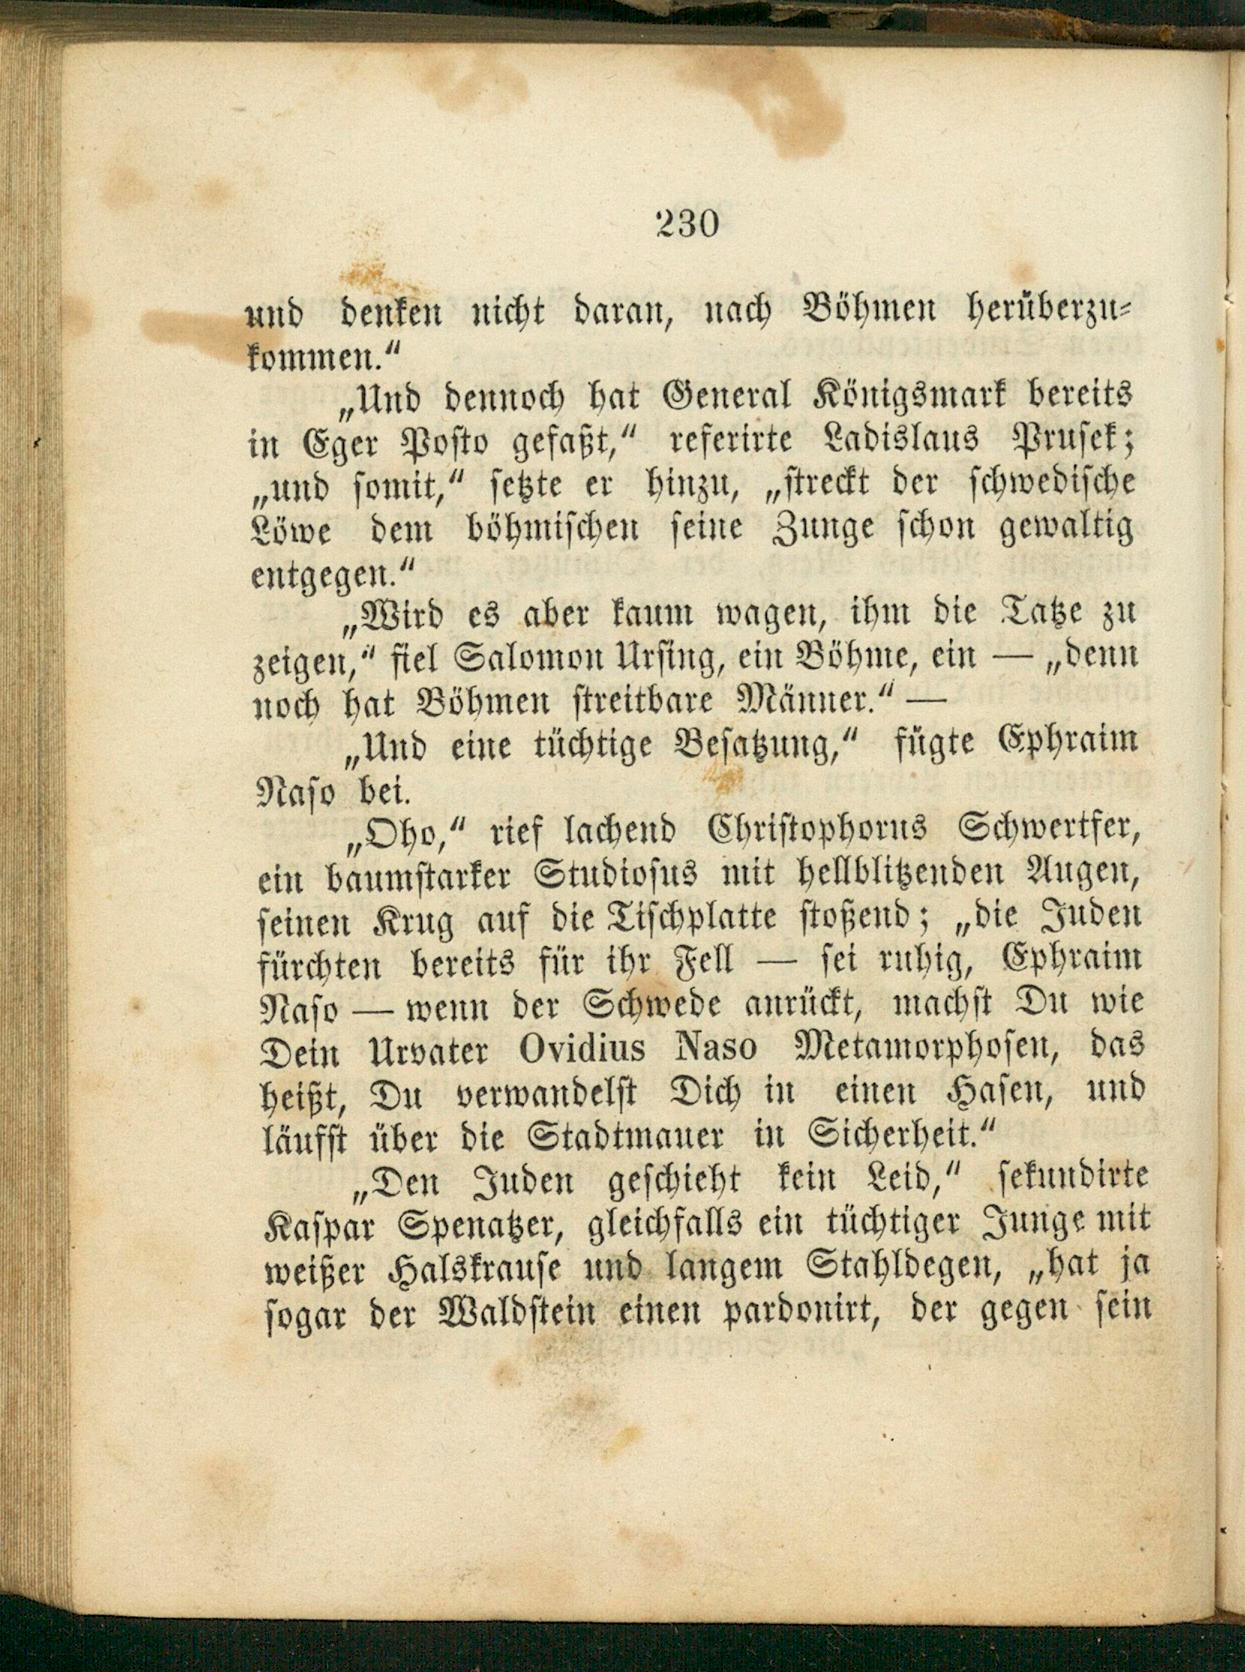 230
und denken nicht daran, nach Böhmen herüberzu-
kommen.“
„Und dennoch hat General Königsmark bereits
in Eger Posto gefaßt,“ referirte Ladislaus Prusek;
„und somit,“ setzte er hinzu, „streckt der schwedische
Löwe dem böhmischen seine Zunge schon gewaltig
entgegen.“
„Wird es aber kaum wagen, ihm die Tatze zu
zeigen,“ fiel Salomon Ursing, ein Böhme, ein — „denn
noch hat Böhmen streitbare Männer.“ —
„Und eine tüchtige Besatzung,“ fügte Ephraim
Naso bei.
„Oho,“ rief lachend Christophorus Schwertfer,
ein baumstarker Studiosus mit hellblitzenden Augen,
seinen Krug auf die Tischplatte stoßend; „die Juden
fürchten bereits für ihr Fell — sei ruhig, Ephraim
Naso — wenn der Schwede anrückt, machst Du wie
Dein Urvater Ovidius Naso Metamorphosen, das
heißt, Du verwandelst Dich in einen Hasen, und
läufst über die Stadtmauer in Sicherheit.“
„Den Juden geschieht kein Leid,“ sekundirte
Kaspar Spenatzer, gleichfalls ein tüchtiger Junge mit
weißer Halskrause und langem Stahldegen, „hat ja
sogar der Waldstein einen pardonirt, der gegen sein